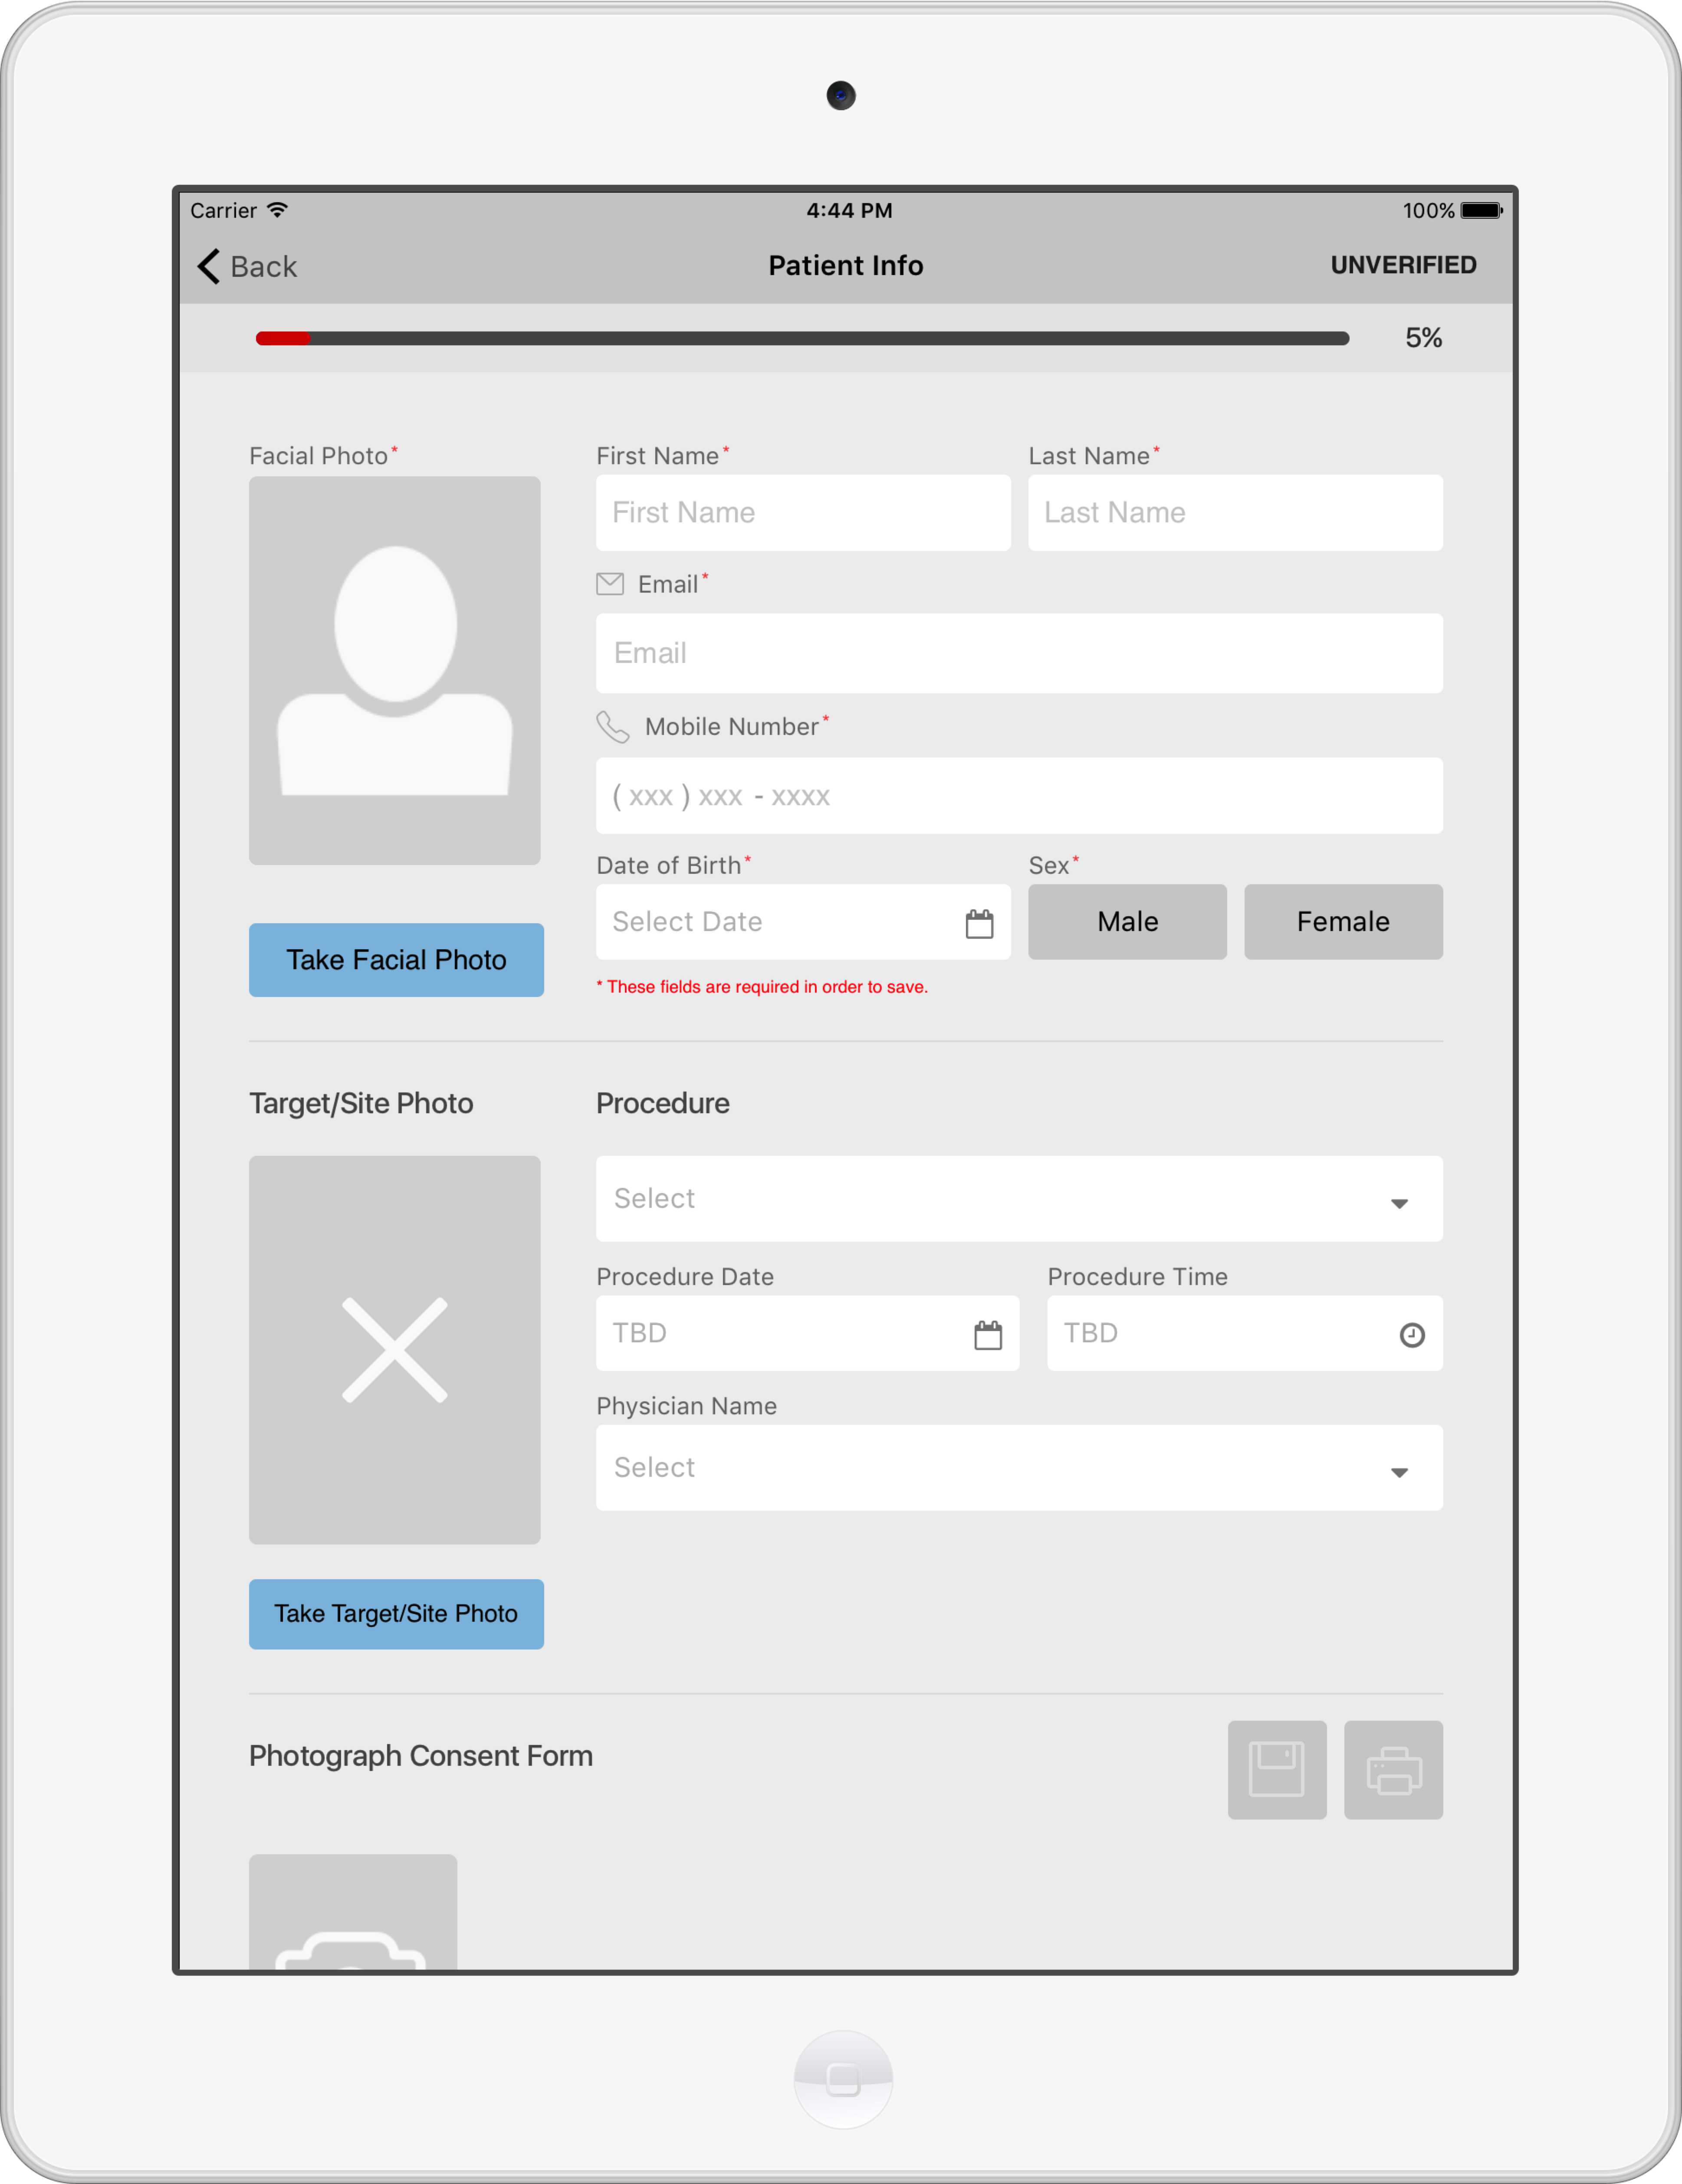 Carrier 4:44 PM 100%
Back Patient Info UNVERIFIED
5%
Facial Photo* First Name* Last Name*
First Name Last Name
Email*
Email
Mobile Number*
( xxx ) xxx - xxxx
Date of Birth* Sex*
Select Date Male Female
Take Facial Photo
* These fields are required in order to save.
Target/Site Photo Procedure
Select
Procedure Date Procedure Time
TBD TBD
Physician Name
Select
Take Target/Site Photo
Photograph Consent Form